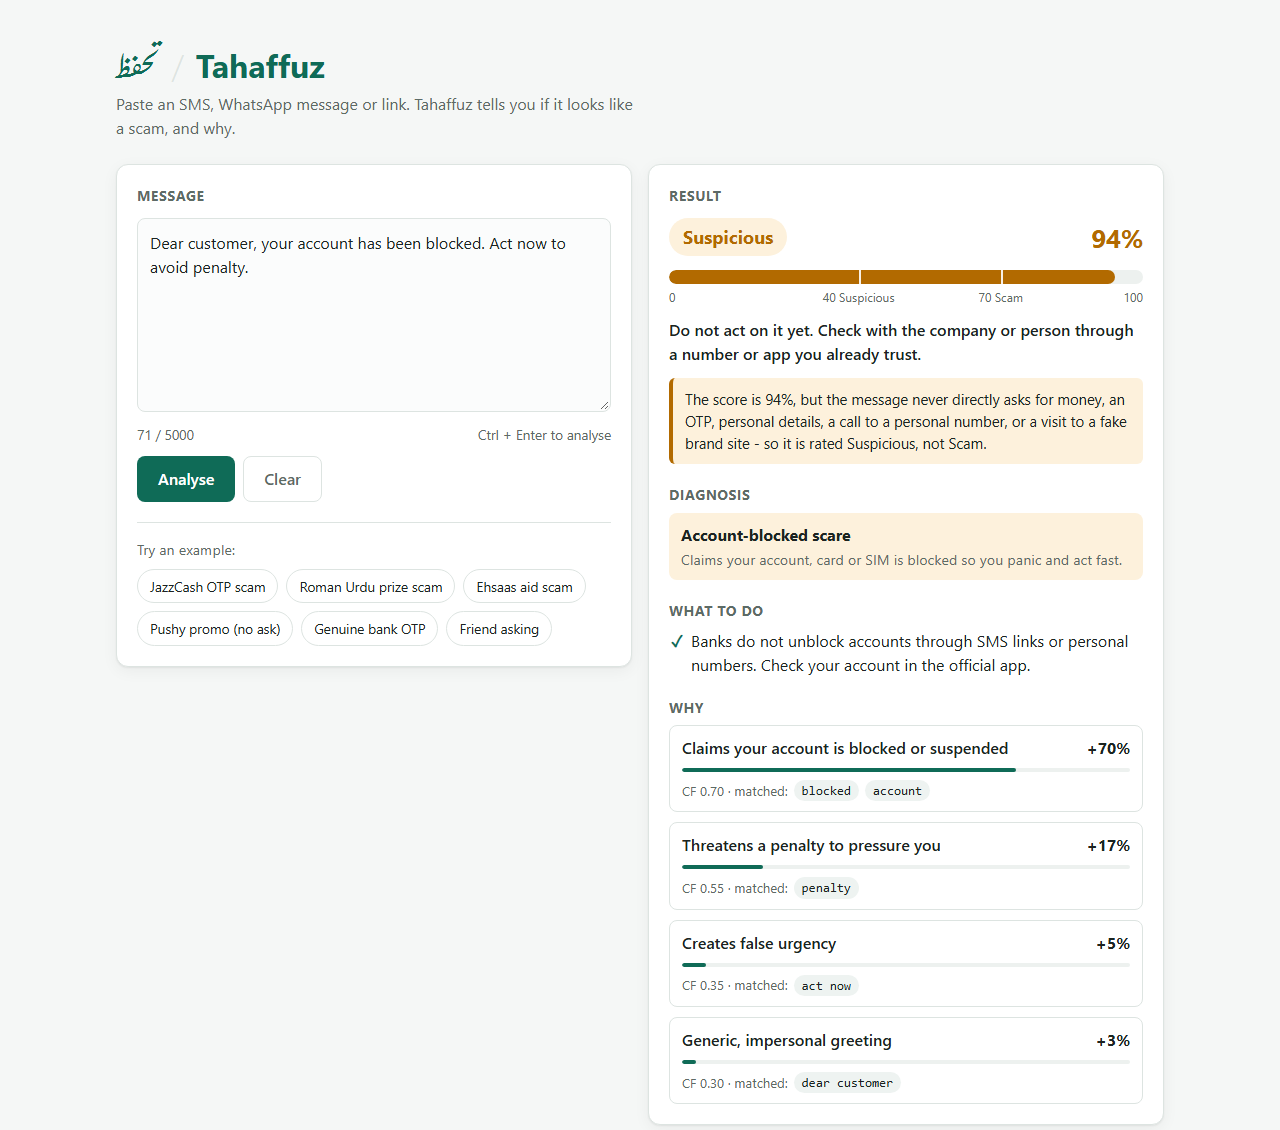 تحفظ / Tahaffuz
Paste an SMS, WhatsApp message or link. Tahaffuz tells you if it looks like
a scam, and why.
MESSAGE
Dear customer, your account has been blocked. Act now to
avoid penalty.
71 / 5000
Ctrl + Enter to analyse
Analyse
Clear
Try an example:
JazzCash OTP scam
Roman Urdu prize scam
Ehsaas aid scam
Pushy promo (no ask)
Genuine bank OTP
Friend asking
RESULT
Suspicious
94%
0
40 Suspicious
70 Scam
100
Do not act on it yet. Check with the company or person through
a number or app you already trust.
The score is 94%, but the message never directly asks for money, an
OTP, personal details, a call to a personal number, or a visit to a fake
brand site - so it is rated Suspicious, not Scam.
DIAGNOSIS
Account-blocked scare
Claims your account, card or SIM is blocked so you panic and act fast.
WHAT TO DO
✓ Banks do not unblock accounts through SMS links or personal
numbers. Check your account in the official app.
WHY
Claims your account is blocked or suspended
+70%
CF 0.70 · matched: blocked account
Threatens a penalty to pressure you
+17%
CF 0.55 · matched: penalty
Creates false urgency
+5%
CF 0.35 · matched: act now
Generic, impersonal greeting
+3%
CF 0.30 · matched: dear customer